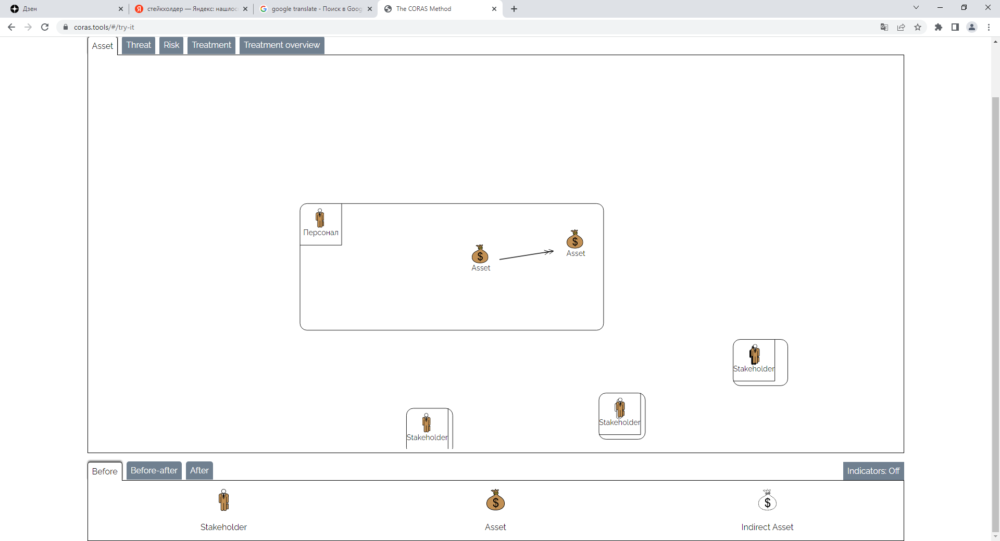 Дзен
стейкхолдер — Яндекс: нашлос
google translate - Поиск в Goog
The CORAS Method
coras.tools/#/try-it
Asset
Threat
Risk
Treatment
Treatment overview
Персонал
$
Asset
$
Asset
Stakeholder
Stakeholder
Stakeholder
Before
Before-after
After
Indicators: Off
$
$
Stakeholder
Asset
Indirect Asset